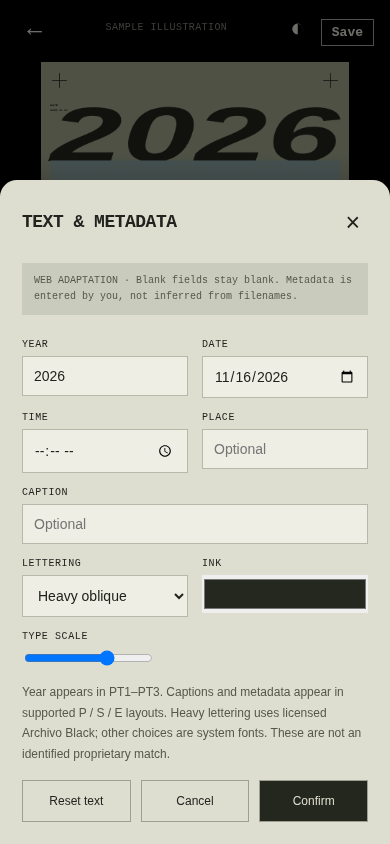 ←
SAMPLE ILLUSTRATION
Save
2026
TEXT & METADATA
×
WEB ADAPTATION · Blank fields stay blank. Metadata is
entered by you, not inferred from filenames.
YEAR
DATE
2026
11/16/2026
TIME
PLACE
--:-- --
Optional
CAPTION
Optional
LETTERING
INK
Heavy oblique
TYPE SCALE
Year appears in PT1–PT3. Captions and metadata appear in
supported P / S / E layouts. Heavy lettering uses licensed
Archivo Black; other choices are system fonts. These are not an
identified proprietary match.
Reset text
Cancel
Confirm